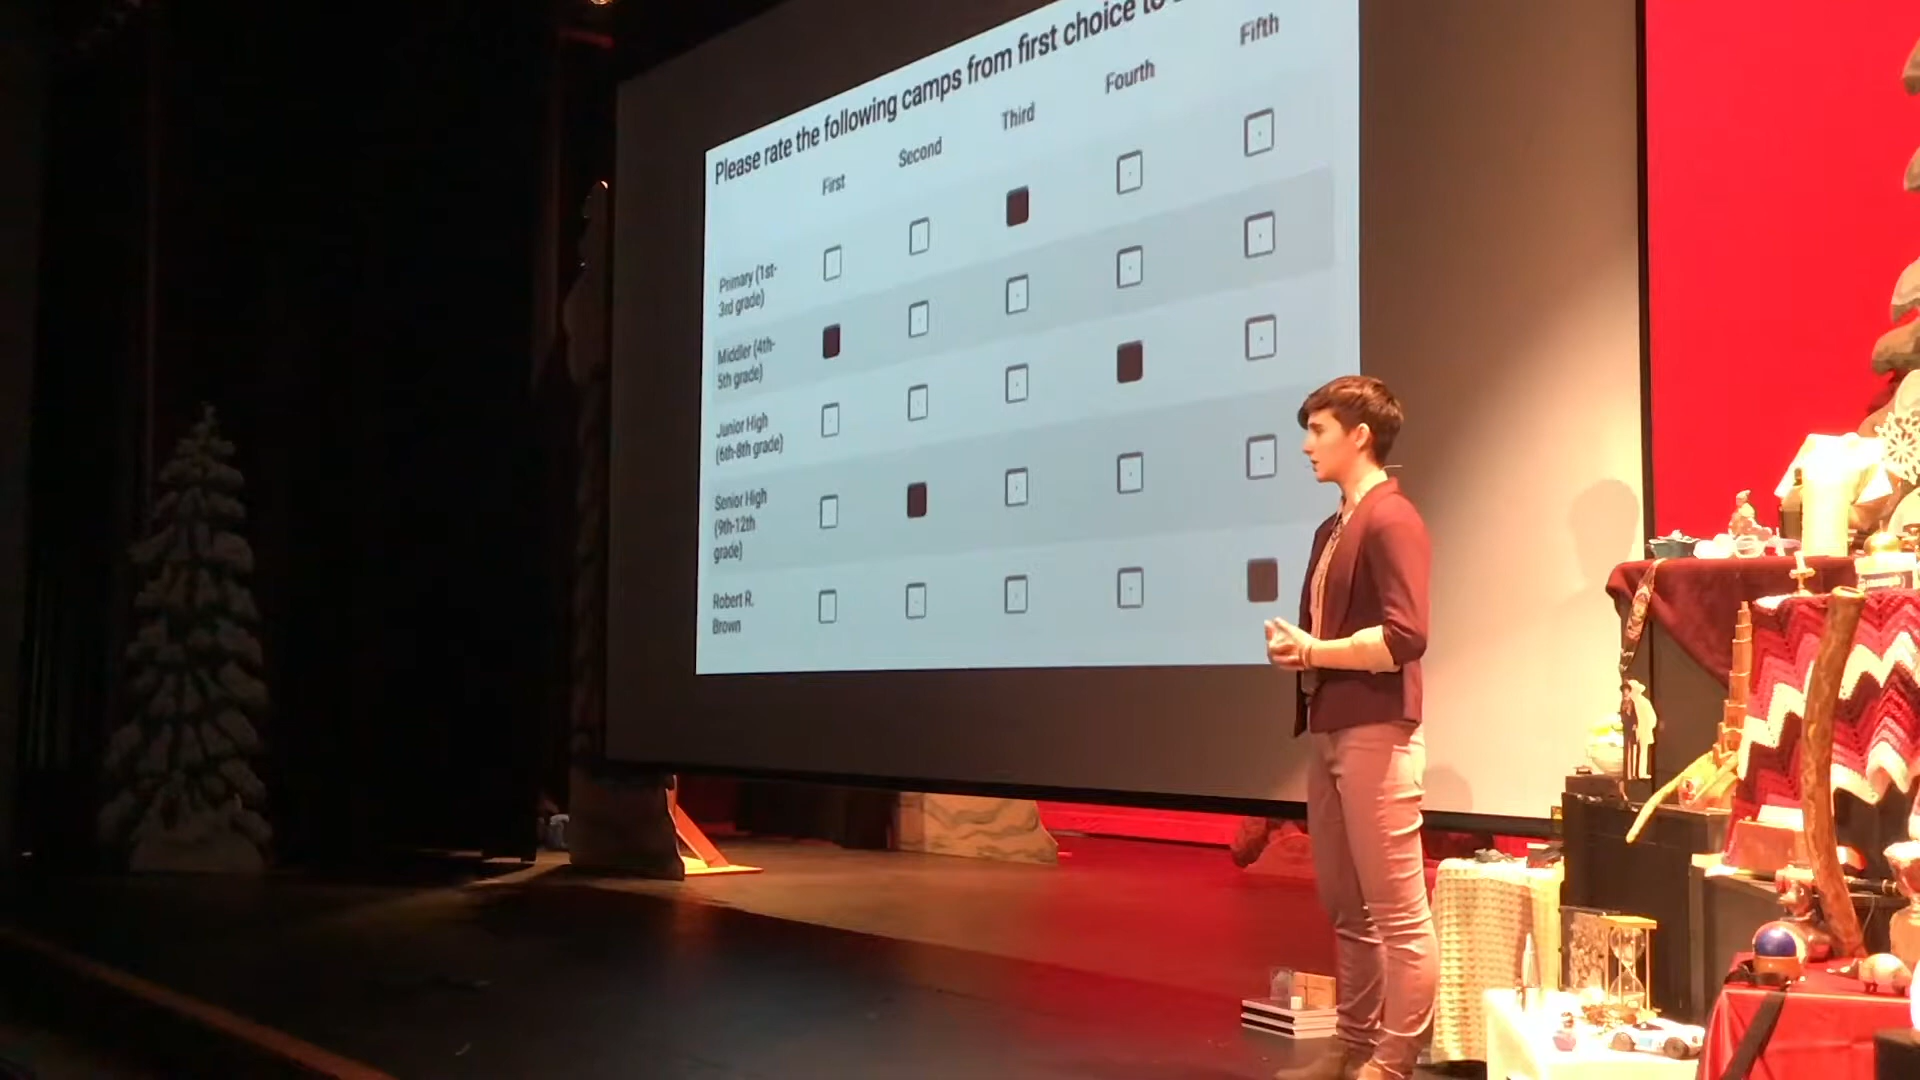 Please rate the following camps from first choice to
First Second Third Fourth Fifth
Primary (1st-
3rd grade)
Middler (4th-
5th grade)
Junior High
(6th-8th grade)
Senior High
(9th-12th
grade)
Robert R.
Brown